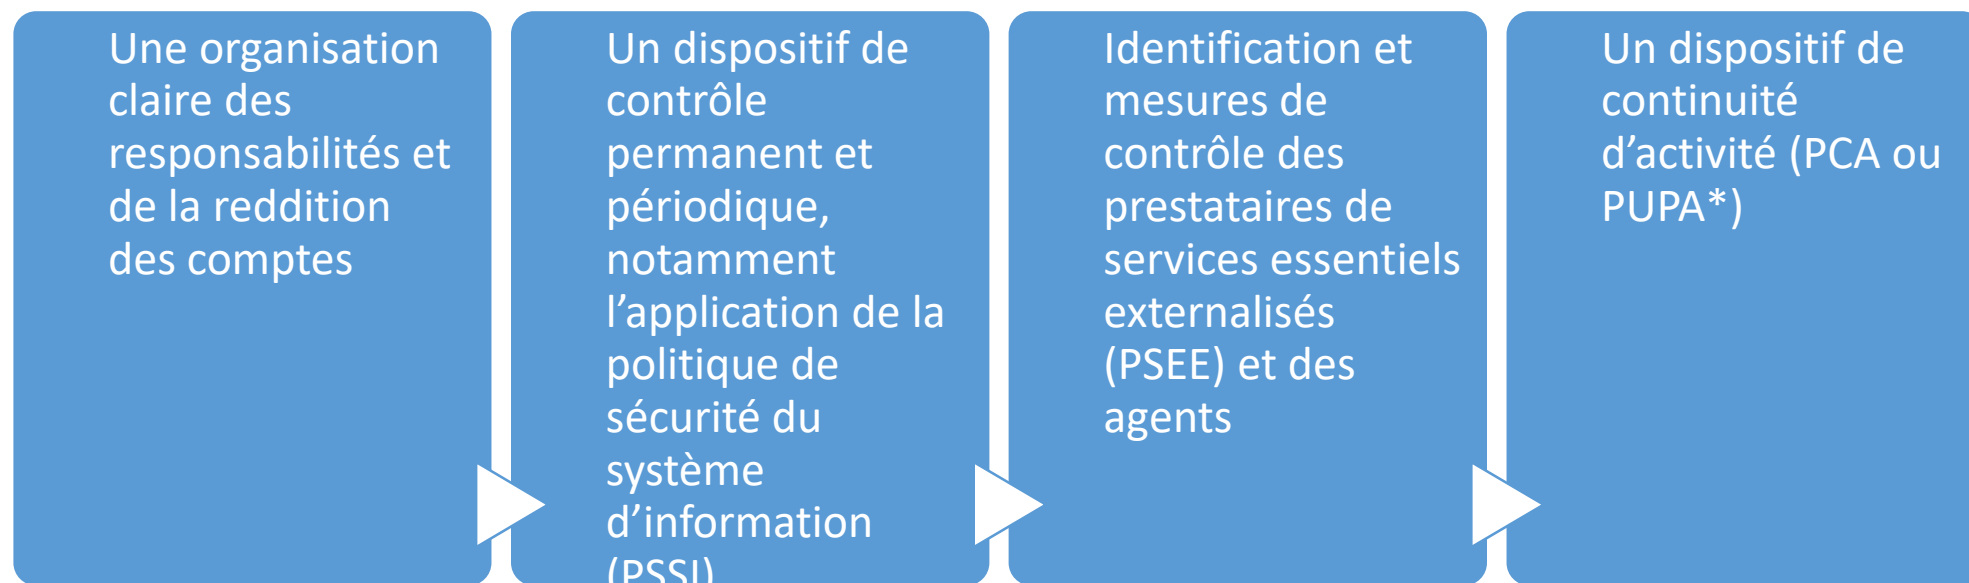 Une organisation
claire des
responsabilités et
de la reddition
des comptes
Un dispositif de
contrôle
permanent et
périodique,
notamment
l’application de la
politique de
sécurité du
système
d’information
(PSSI)
Identification et
mesures de
contrôle des
prestataires de
services essentiels
externalisés
(PSEE) et des
agents
Un dispositif de
continuité
d’activité (PCA ou
PUPA*)